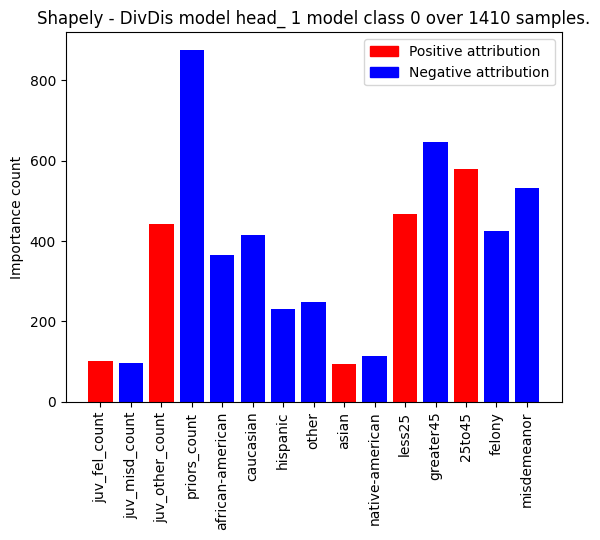 Shapely - DivDis model head_ 1 model class 0 over 1410 samples.
Positive attribution
Negative attribution
Importance count
800
600
400
200
0
juv_fel_count
juv_misd_count
juv_other_count
priors_count
african-american
caucasian
hispanic
other
asian
native-american
less25
greater45
25to45
felony
misdemeanor